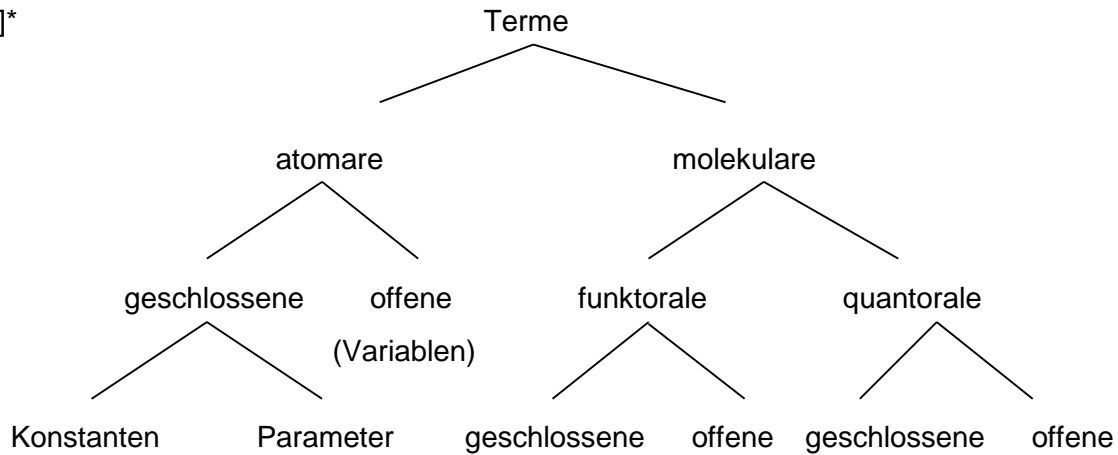 ]*
Terme
atomare molekulare
geschlossene offene funktorale quantorale
(Variablen)
Konstanten Parameter geschlossene offene geschlossene offene